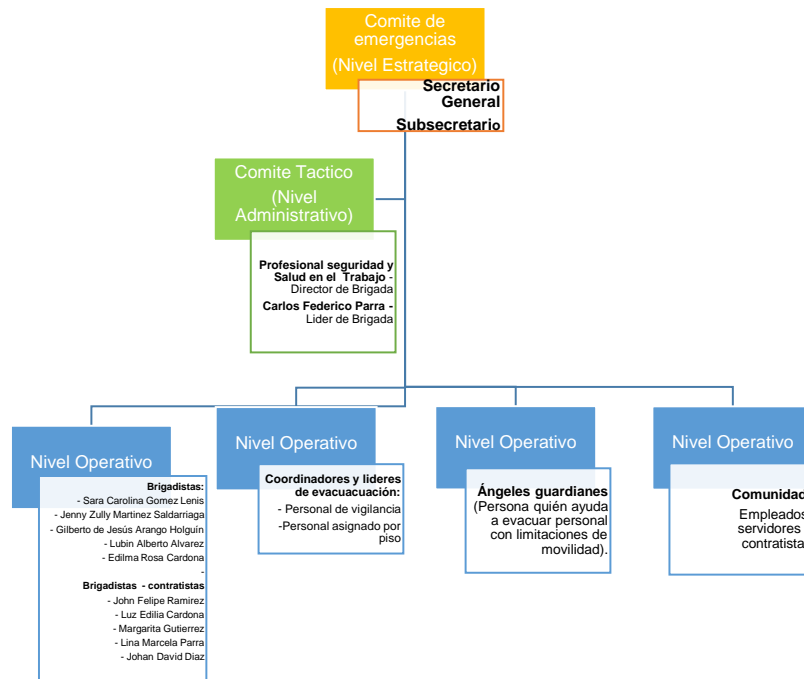 Comite de
emergencias
(Nivel Estrategico)
Secretario
General
Subsecretario
Comite Tactico
(Nivel
Administrativo)
Profesional seguridad y
Salud en el Trabajo -
Director de Brigada
Carlos Federico Parra -
Lider de Brigada
Nivel Operativo
Brigadistas:
- Sara Carolina Gomez Lenis
- Jenny Zully Martinez Saldarriaga
- Gilberto de Jesús Arango Holguín
- Lubin Alberto Alvarez
- Edilma Rosa Cardona
-
Brigadistas - contratistas
- John Felipe Ramirez
- Luz Edilia Cardona
- Margarita Gutierrez
- Lina Marcela Parra
- Johan David Diaz
Nivel Operativo
Coordinadores y lideres
de evacuacuación:
- Personal de vigilancia
-Personal asignado por
piso
Nivel Operativo
Ángeles guardianes
(Persona quién ayuda
a evacuar personal
con limitaciones de
movilidad).
Nivel Operativo
Comunidad
Empleados
servidores
contratista